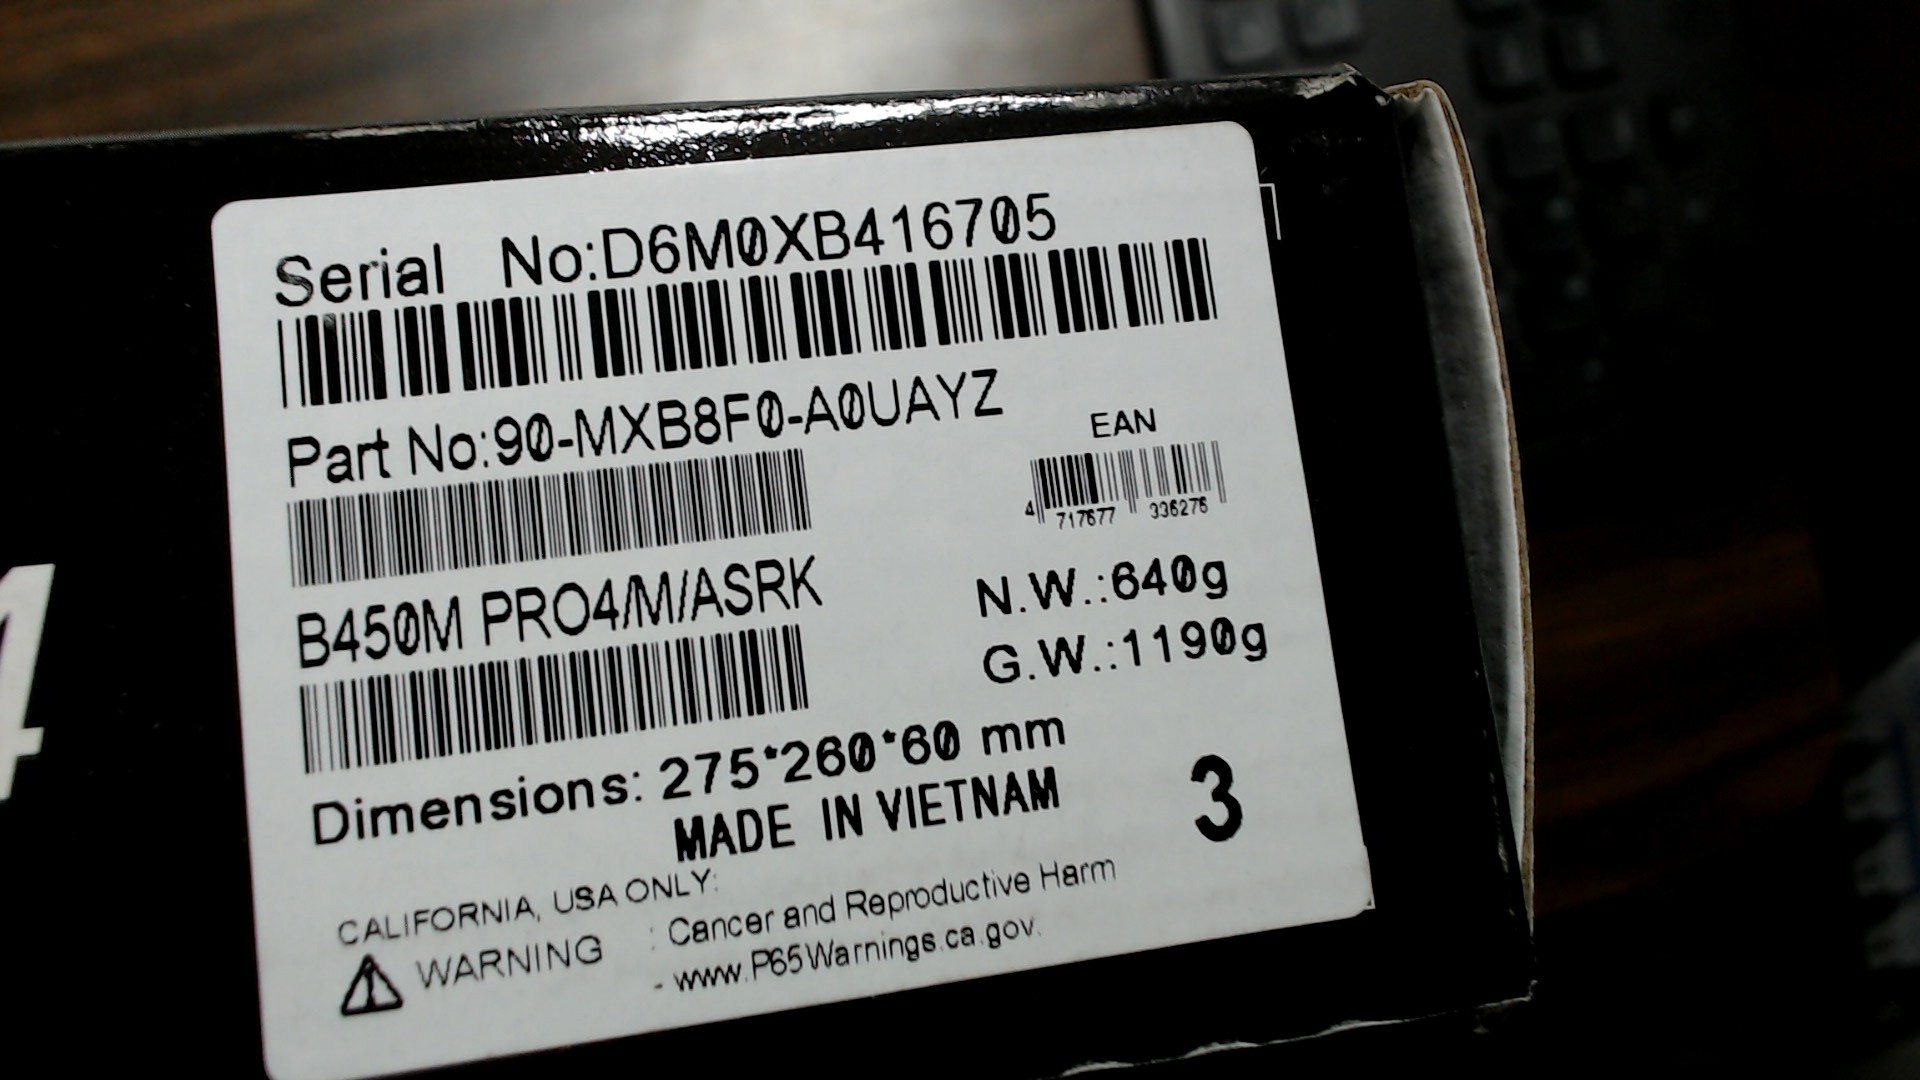 Serial No:D6M0XB416705
Part No:90-MXB8F0-A0UAYZ
EAN
4 717677 336276
B450M PRO4/M/ASRK
N.W.:640g
G.W.:1190g
Dimensions: 275*260*60 mm
MADE IN VIETNAM
3
CALIFORNIA, USA ONLY:
WARNING : Cancer and Reproductive Harm
- www.P65Warnings.ca.gov.
4